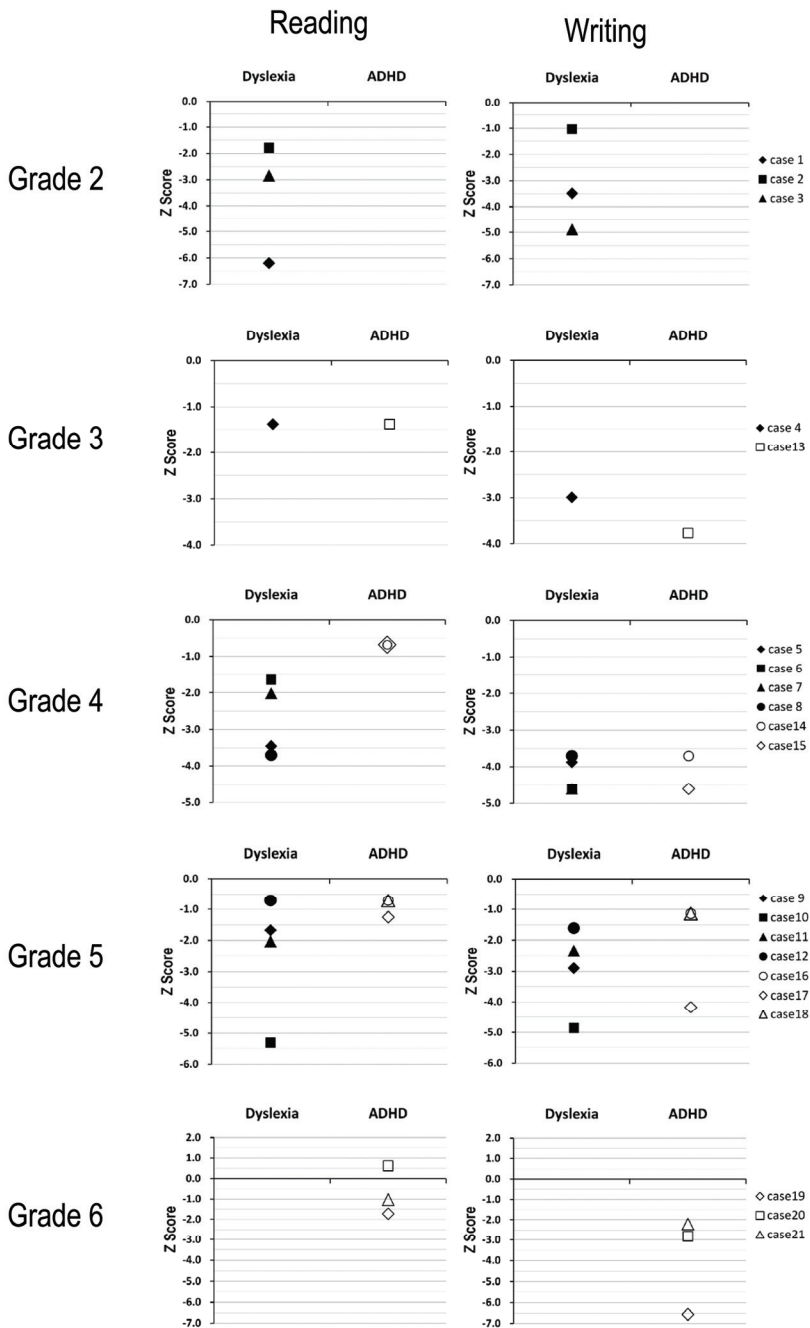 Reading
Writing
Grade 2
Dyslexia ADHD
Z Score
0.0
-1.0
-2.0
-3.0
-4.0
-5.0
-6.0
-7.0
Dyslexia ADHD
Z Score
0.0
-1.0
-2.0
-3.0
-4.0
-5.0
-6.0
-7.0
case 1
case 2
case 3
Grade 3
Dyslexia ADHD
Z Score
0.0
-1.0
-2.0
-3.0
-4.0
Dyslexia ADHD
Z Score
0.0
-1.0
-2.0
-3.0
-4.0
case 4
case13
Grade 4
Dyslexia ADHD
Z Score
0.0
-1.0
-2.0
-3.0
-4.0
-5.0
Dyslexia ADHD
Z Score
0.0
-1.0
-2.0
-3.0
-4.0
-5.0
case 5
case 6
case 7
case 8
case14
case15
Grade 5
Dyslexia ADHD
Z Score
0.0
-1.0
-2.0
-3.0
-4.0
-5.0
-6.0
Dyslexia ADHD
Z Score
0.0
-1.0
-2.0
-3.0
-4.0
-5.0
-6.0
case 9
case10
case11
case12
case16
case17
case18
Grade 6
Dyslexia ADHD
Z Score
2.0
1.0
0.0
-1.0
-2.0
-3.0
-4.0
-5.0
-6.0
-7.0
Dyslexia ADHD
Z Score
2.0
1.0
0.0
-1.0
-2.0
-3.0
-4.0
-5.0
-6.0
-7.0
case19
case20
case21